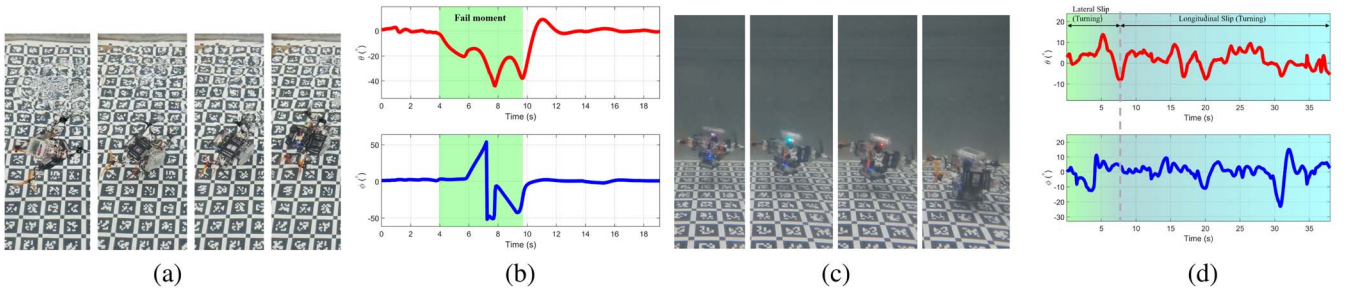 Fail moment
θ (°)
0
-20
-40
0 2 4 6 8 10 12 14 16 18
Time (s)
ϕ (°)
50
0
-50
0 2 4 6 8 10 12 14 16 18
Time (s)
Lateral Slip
(Turning)
Longitudinal Slip (Turning)
θ (°)
20
10
0
-10
5 10 15 20 25 30 35
Time (s)
ϕ (°)
20
10
0
-10
-20
-30
5 10 15 20 25 30 35
Time (s)
(a) (b) (c) (d)